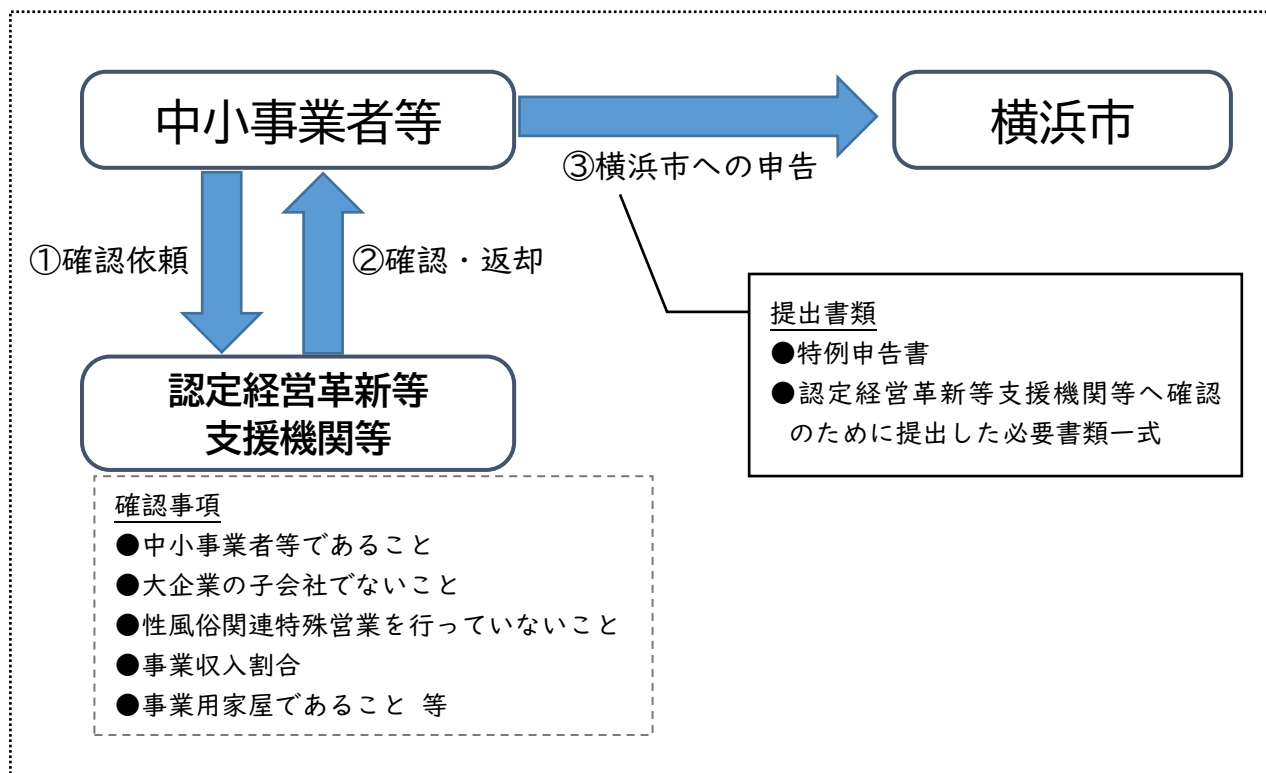 中小事業者等
横浜市
③横浜市への申告
①確認依頼
②確認・返却
提出書類
●特例申告書
●認定経営革新等支援機関等へ確認
のために提出した必要書類一式
認定経営革新等
支援機関等
確認事項
●中小事業者等であること
●大企業の子会社でないこと
●性風俗関連特殊営業を行っていないこと
●事業収入割合
●事業用家屋であること 等